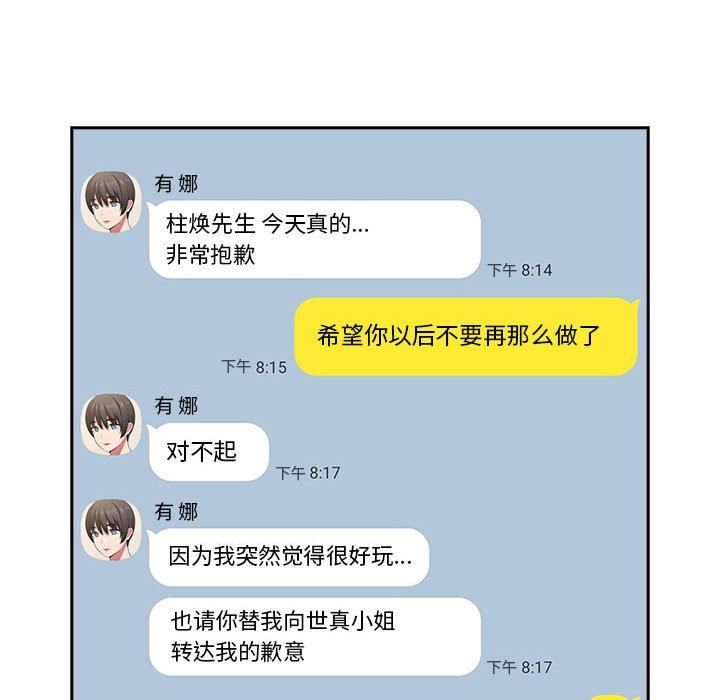 有娜
柱焕先生 今天真的...
非常抱歉
下午 8:14
希望你以后不要再那么做了
下午 8:15
有娜
对不起
下午 8:17
有娜
因为我突然觉得很好玩...
也请你替我向世真小姐
转达我的歉意
下午 8:17